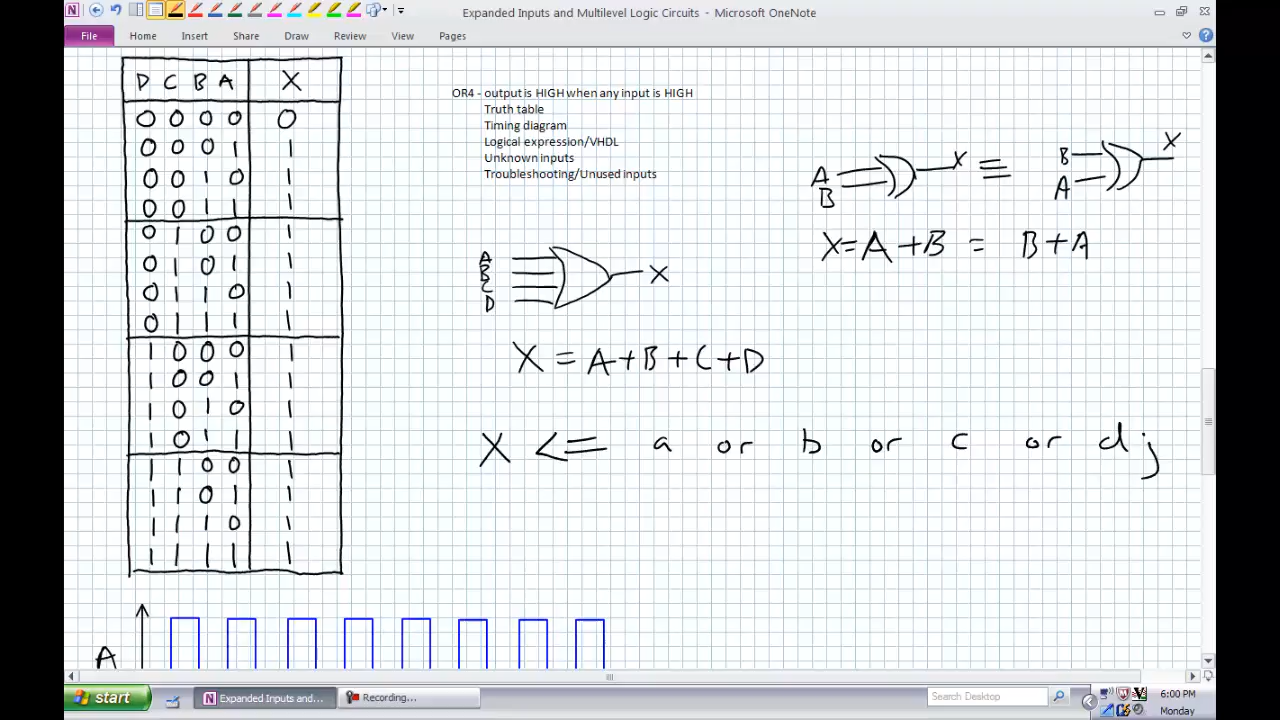 Expanded Inputs and Multilevel Logic Circuits - Microsoft OneNote
File Home Insert Share Draw Review View Pages
D C B A X
0 0 0 0 0
0 0 0 1 1
0 0 1 0 1
0 0 1 1 1
0 1 0 0 1
0 1 0 1 1
0 1 1 0 1
0 1 1 1 1
1 0 0 0 1
1 0 0 1 1
1 0 1 0 1
1 0 1 1 1
1 1 0 0 1
1 1 0 1 1
1 1 1 0 1
1 1 1 1 1
OR4 - output is HIGH when any input is HIGH
Truth table
Timing diagram
Logical expression/VHDL
Unknown inputs
Troubleshooting/Unused inputs
A
B
X ≡
B
A
X
X = A + B = B + A
A
B
C
D
X
X = A + B + C + D
X <= a or b or c or d;
A
start
Expanded Inputs and...
Recording...
Search Desktop
6:00 PM
Monday